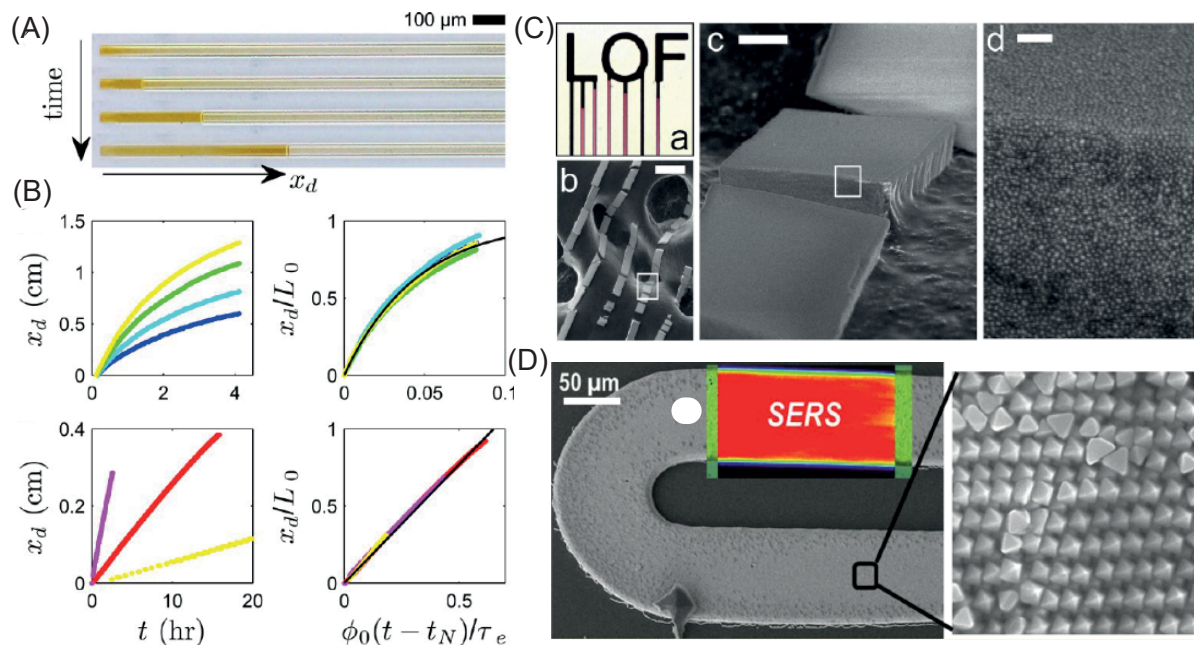 (A)
100 µm
time
x_d
(B)
1.5
1
0.5
0
x_d (cm)
0 2 4
1
0.5
0
x_d/L_0
0 0.05 0.1
0.4
0.2
0
x_d (cm)
0 10 20
t (hr)
1
0.5
0
x_d/L_0
0 0.5
ϕ_0(t − t_N)/τ_e
(C)
LOF
a
b
c
d
(D)
50 µm
SERS